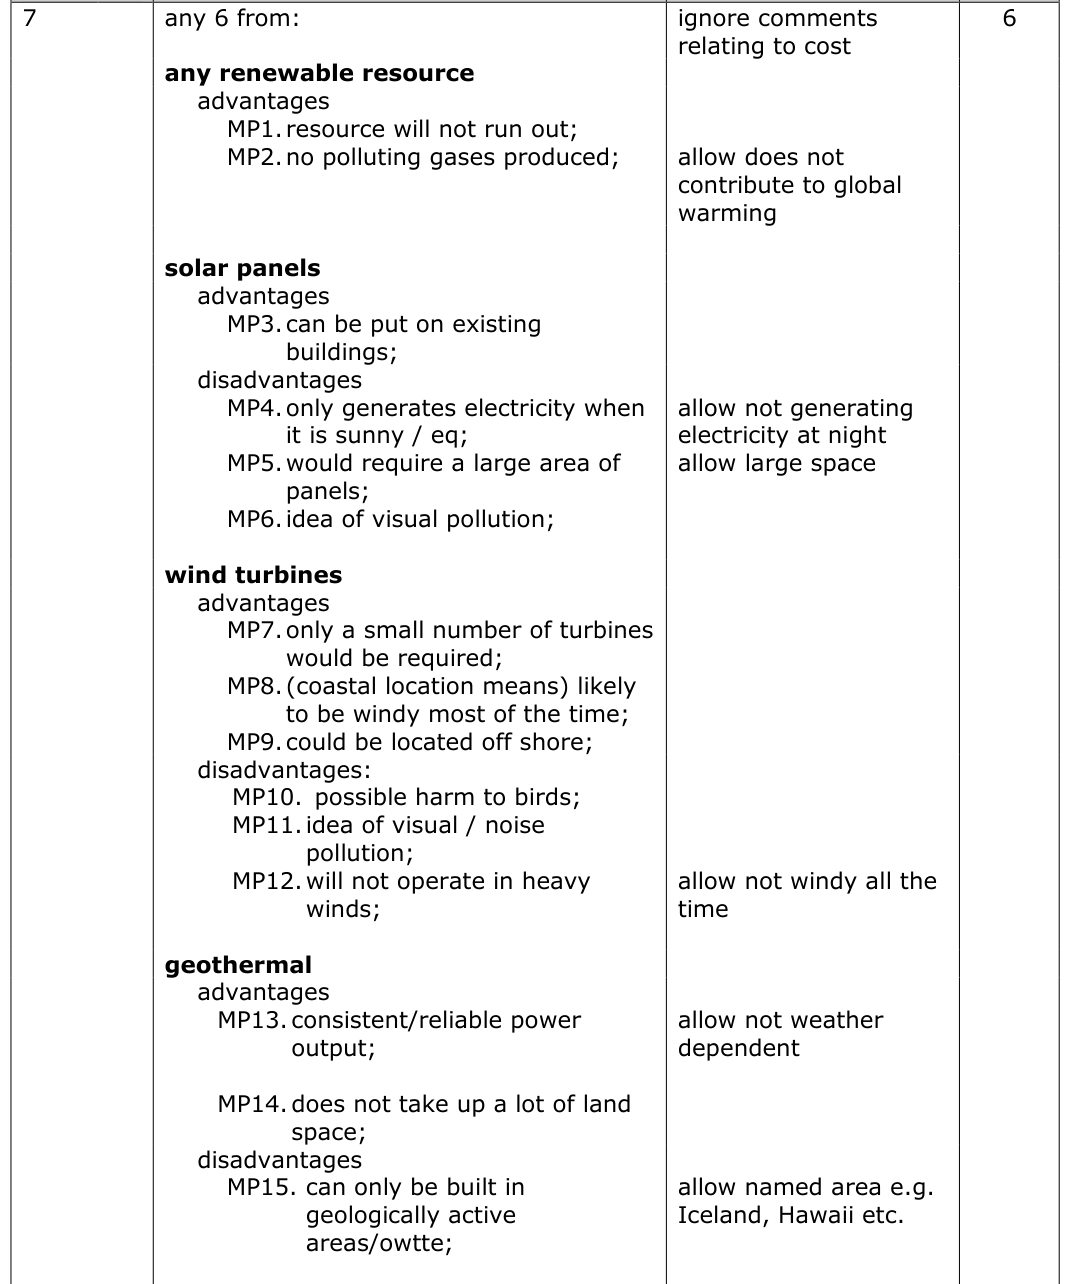 7 any 6 from: ignore comments 6
relating to cost
any renewable resource
advantages
MP1. resource will not run out;
MP2. no polluting gases produced; allow does not
contribute to global
warming
solar panels
advantages
MP3. can be put on existing
buildings;
disadvantages
MP4. only generates electricity when allow not generating
it is sunny / eq; electricity at night
MP5. would require a large area of allow large space
panels;
MP6. idea of visual pollution;
wind turbines
advantages
MP7. only a small number of turbines
would be required;
MP8. (coastal location means) likely
to be windy most of the time;
MP9. could be located off shore;
disadvantages:
MP10. possible harm to birds;
MP11. idea of visual / noise
pollution;
MP12. will not operate in heavy allow not windy all the
winds; time
geothermal
advantages
MP13. consistent/reliable power allow not weather
output; dependent
MP14. does not take up a lot of land
space;
disadvantages
MP15. can only be built in allow named area e.g.
geologically active Iceland, Hawaii etc.
areas/owtte;